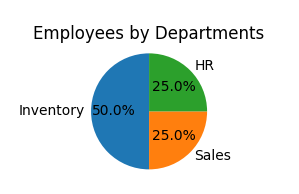 Employees by Departments
HR
25.0%
Inventory
50.0%
25.0%
Sales